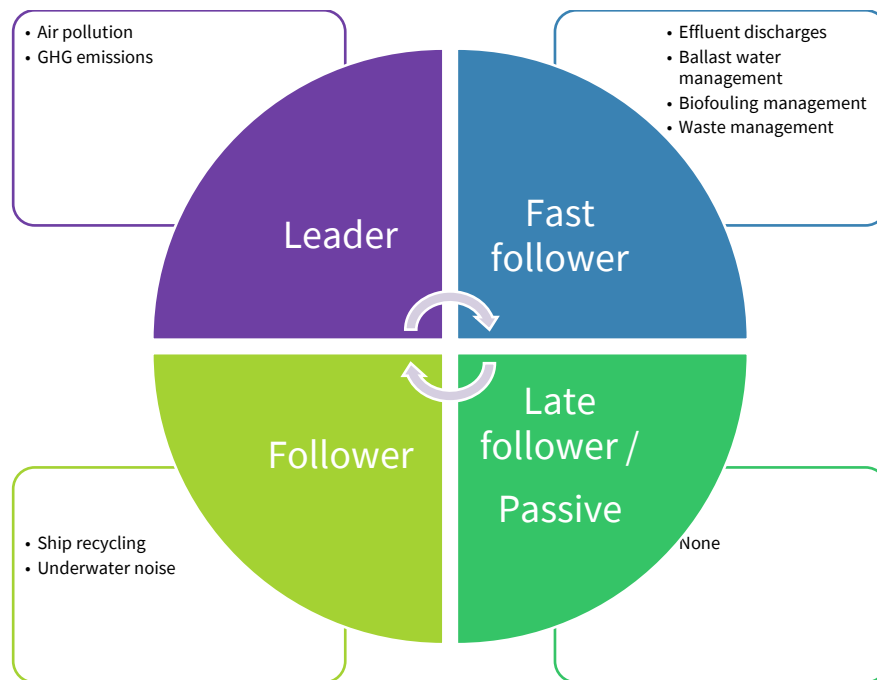 • Air pollution
• GHG emissions
• Effluent discharges
• Ballast water
management
• Biofouling management
• Waste management
Leader
Fast
follower
Follower
Late
follower /
Passive
• Ship recycling
• Underwater noise
None